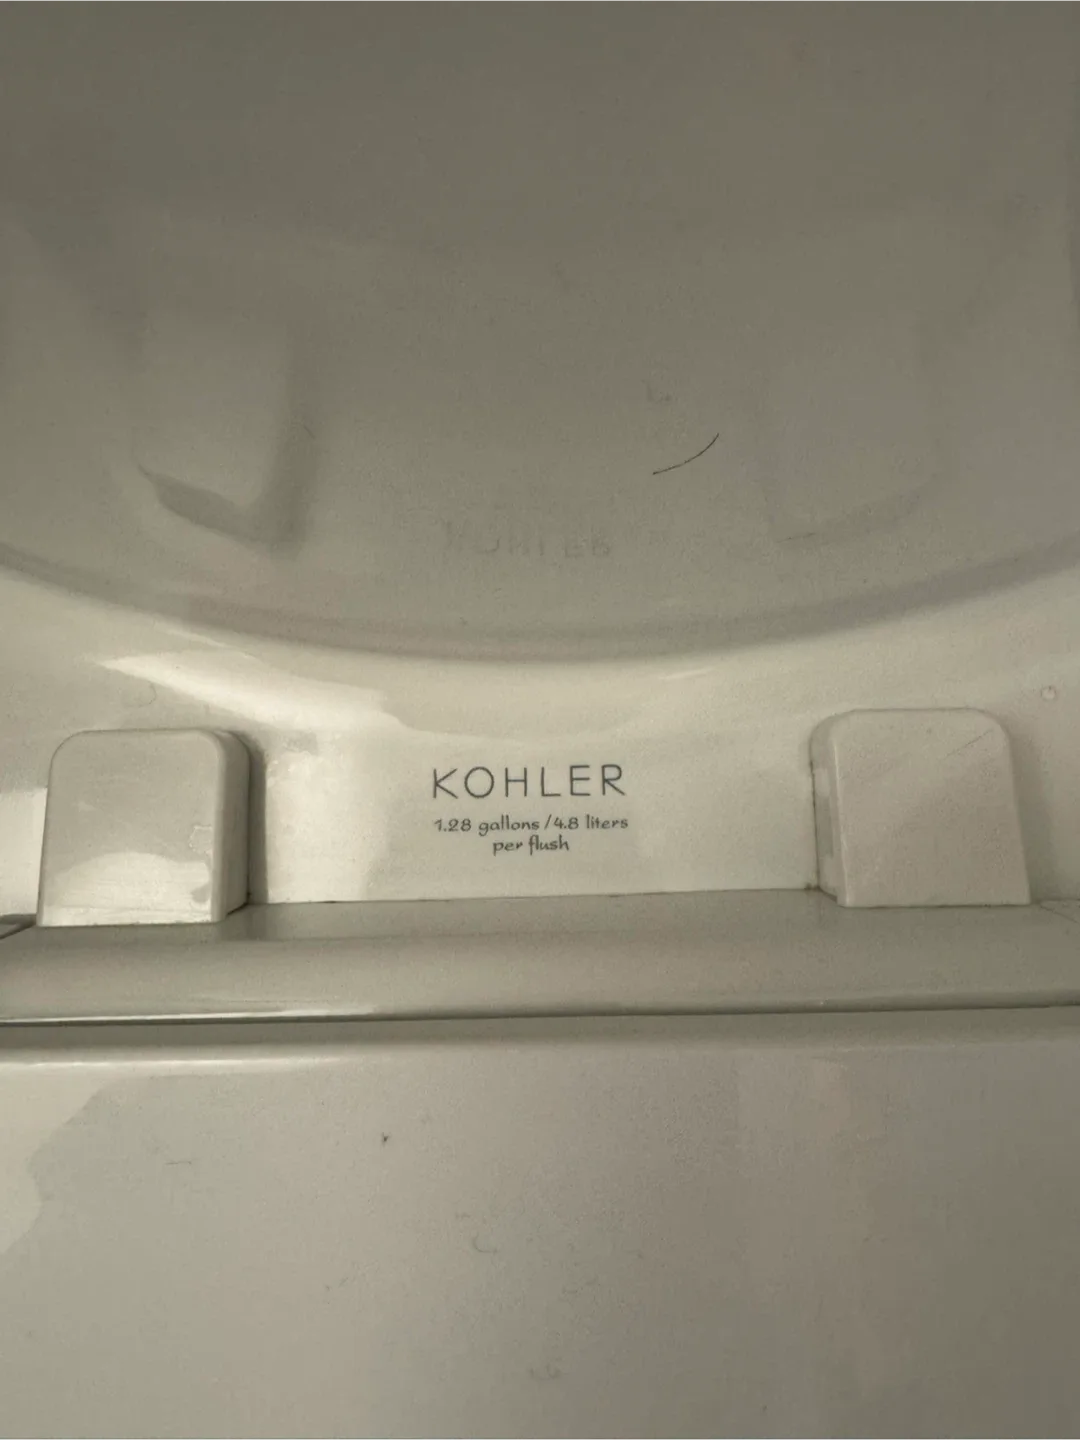 KOHLER
1.28 gallons / 4.8 liters
per flush